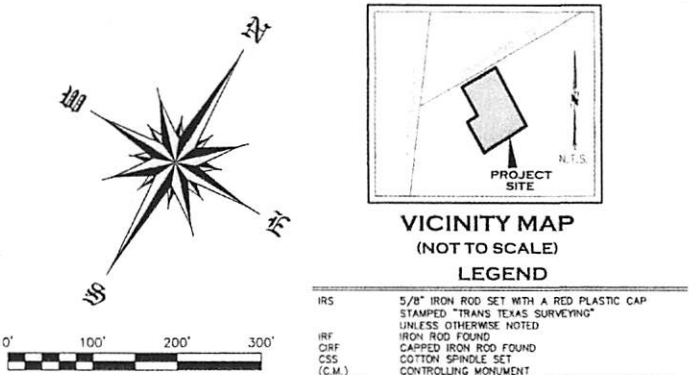 N
W
E
S
0' 100' 200' 300'
N
N.T.S.
PROJECT
SITE
VICINITY MAP
(NOT TO SCALE)
LEGEND
IRS 5/8" IRON ROD SET WITH A RED PLASTIC CAP
STAMPED "TRANS TEXAS SURVEYING"
UNLESS OTHERWISE NOTED
IRF IRON ROD FOUND
CIRF CAPPED IRON ROD FOUND
CSS COTTON SPINDLE SET
(C.M.) CONTROLLING MONUMENT